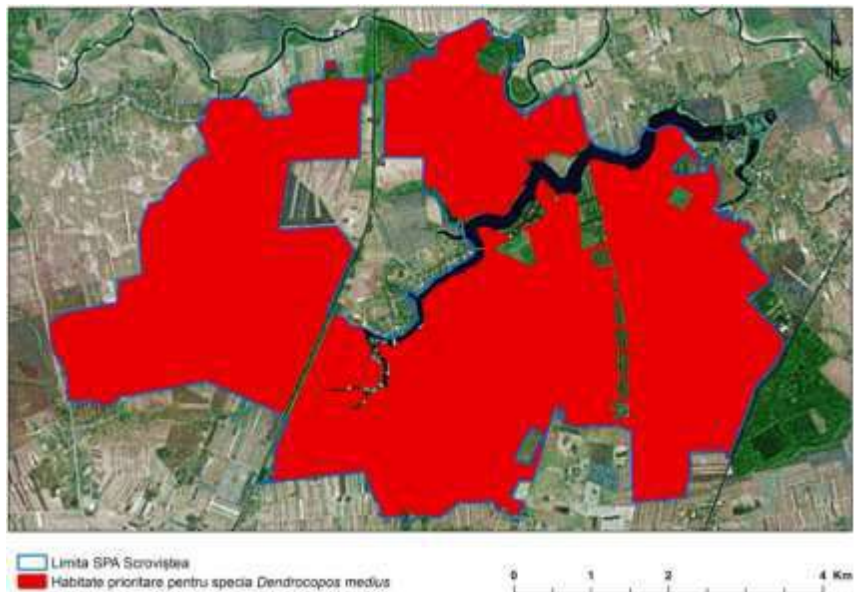 Limita SPA Scroviștea
Habitate prioritare pentru specia Dendrocopos medius
0 1 2 4 Km